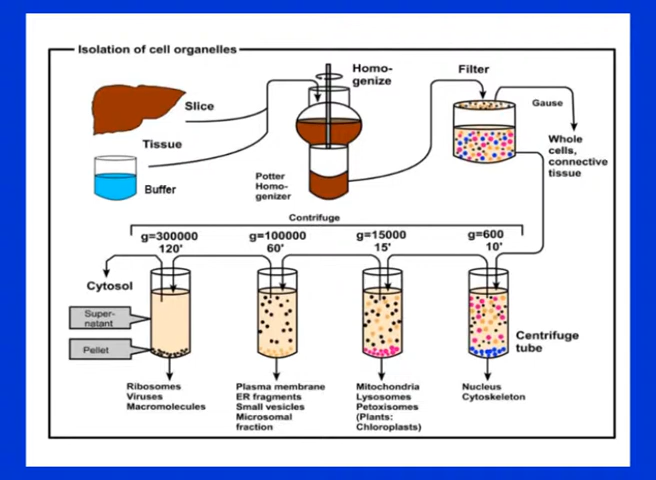 Isolation of cell organelles
Homo-
genize
Filter
Slice
Gause
Tissue
Whole
cells,
connective
tissue
Buffer
Potter
Homo-
genizer
Contrifuge
g=300000
120'
g=100000
60'
g=15000
15'
g=600
10'
Cytosol
Super-
natant
Pellet
Centrifuge
tube
Ribosomes
Viruses
Macromolecules
Plasma membrane
ER fragments
Small vesicles
Microsomal
fraction
Mitochondria
Lysosomes
Petoxisomes
(Plants:
Chloroplasts)
Nucleus
Cytoskeleton